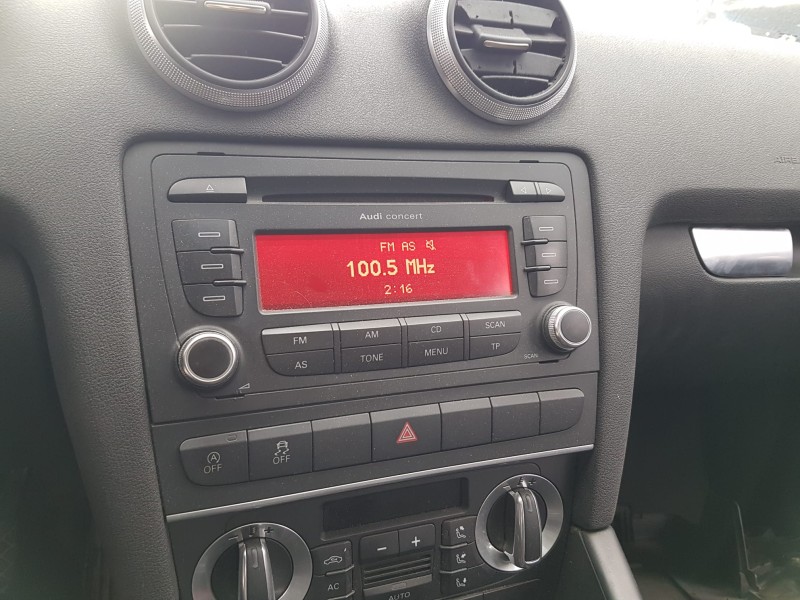 Audi concert
FM AS
100.5 MHz
2:16
FM AM CD SCAN
AS TONE MENU TP
SCAN
A OFF OFF
AC
AUTO